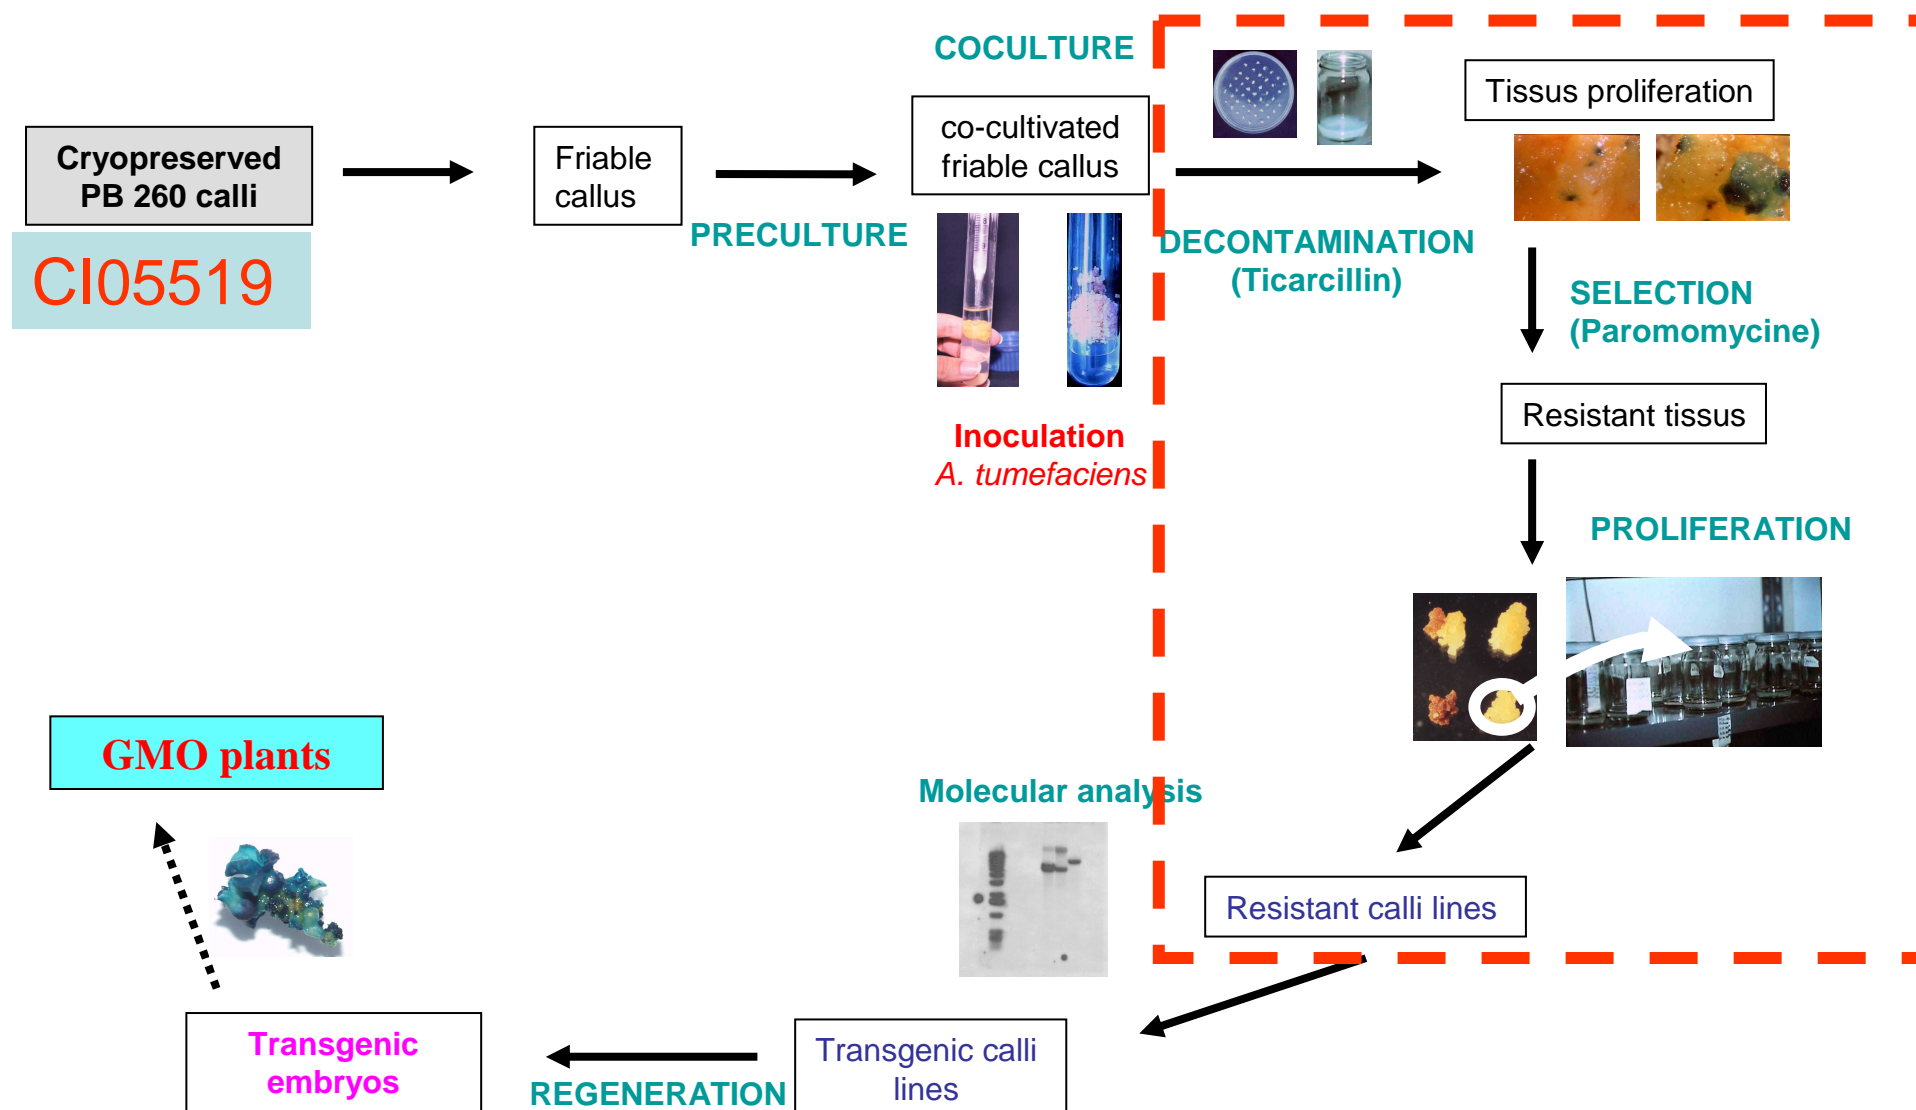 COCULTURE
Tissus proliferation
Cryopreserved
PB 260 calli
Friable
callus
co-cultivated
friable callus
PRECULTURE
DECONTAMINATION
(Ticarcillin)
CI05519
SELECTION
(Paromomycine)
Resistant tissus
Inoculation
A. tumefaciens
PROLIFERATION
GMO plants
Molecular analysis
Resistant calli lines
Transgenic
embryos
REGENERATION
Transgenic calli
lines